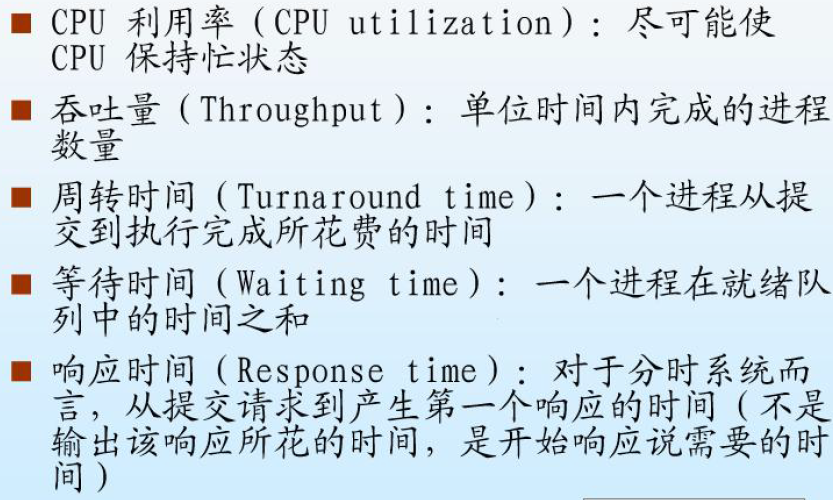 ■ CPU 利用率（CPU utilization）：尽可能使
CPU 保持忙状态
■ 吞吐量（Throughput）：单位时间内完成的进程
数量
■ 周转时间（Turnaround time）：一个进程从提
交到执行完成所花费的时间
■ 等待时间（Waiting time）：一个进程在就绪队
列中的时间之和
■ 响应时间（Response time）：对于分时系统而
言，从提交请求到产生第一个响应的时间（不是
输出该响应所花的时间，是开始响应说需要的时
间）